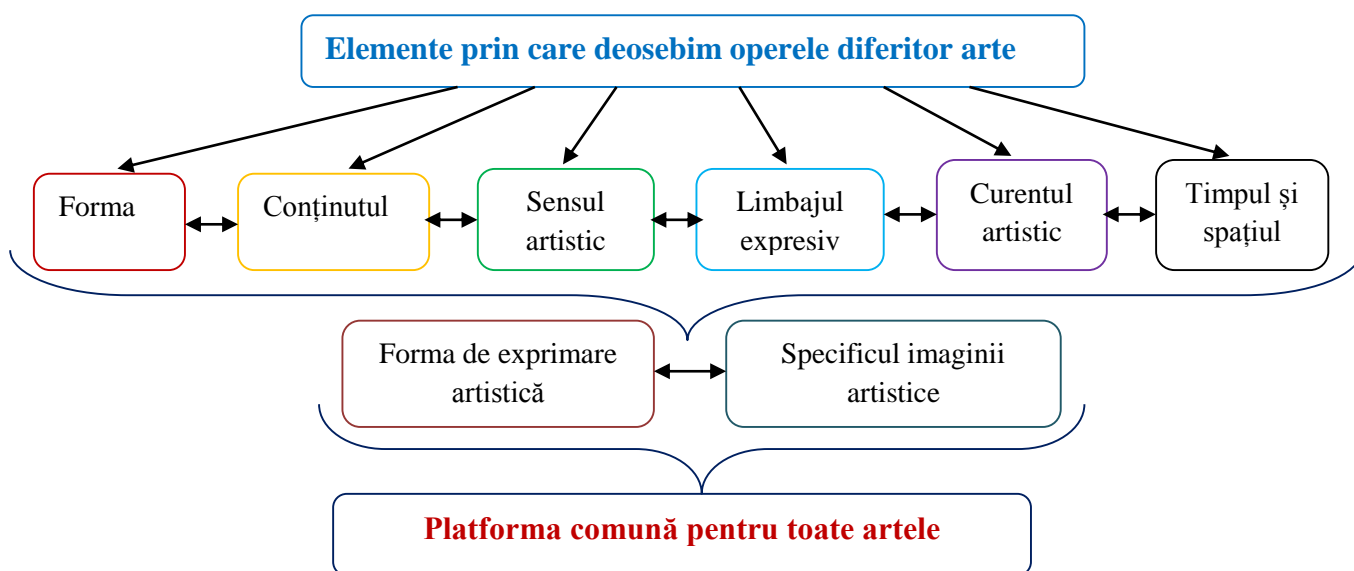 Elemente prin care deosebim operele diferitor arte
Forma
Conținutul
Sensul
artistic
Limbajul
expresiv
Curentul
artistic
Timpul și
spațiul
Forma de exprimare
artistică
Specificul imaginii
artistice
Platforma comună pentru toate artele